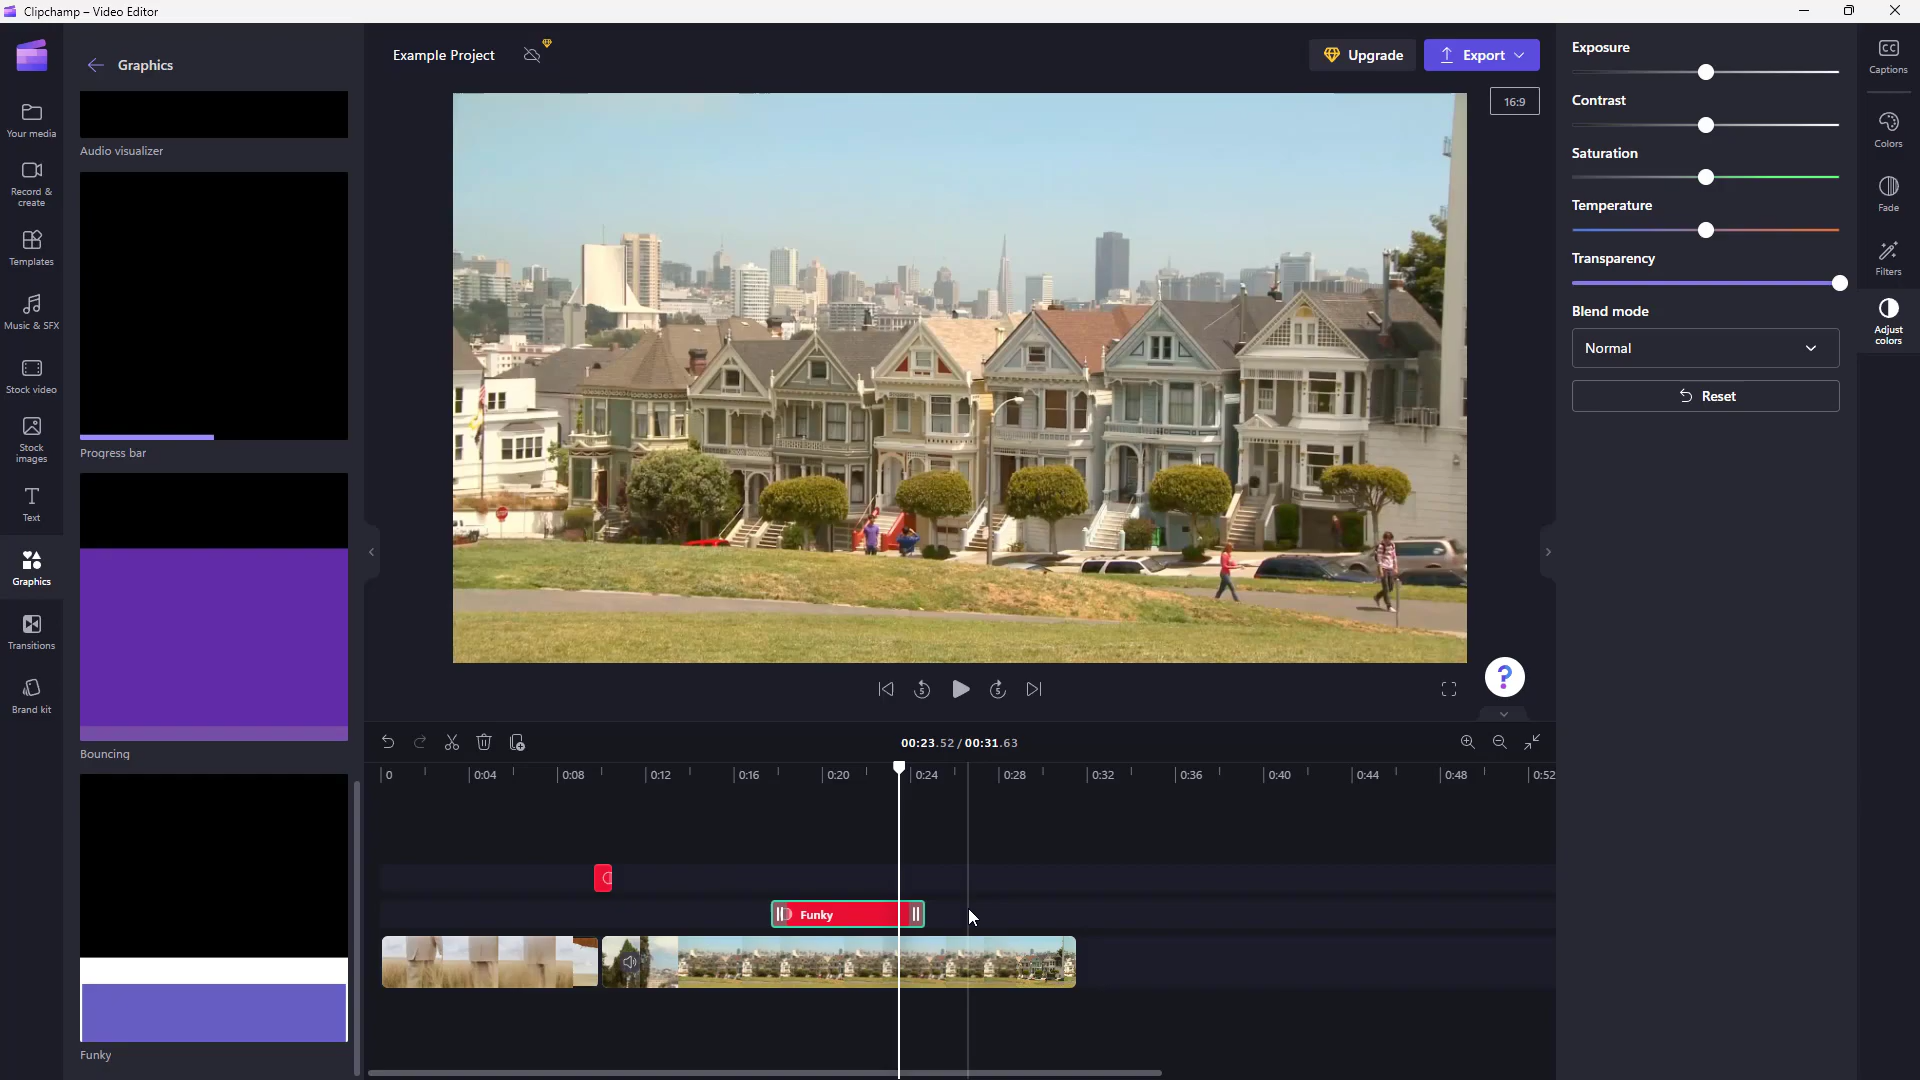 Clipchamp – Video Editor
Graphics
Your media
Record &
create
Templates
Music & SFX
Stock video
Stock
images
Text
Graphics
Transitions
Brand kit
Audio visualizer
Progress bar
Bouncing
Funky
Example Project
Upgrade
Export
16:9
?
5
5
00:23.52 / 00:31.63
0
0:04
0:08
0:12
0:16
0:20
0:24
0:28
0:32
0:36
0:40
0:44
0:48
0:52
Funky
Exposure
Contrast
Saturation
Temperature
Transparency
Blend mode
Normal
Reset
CC
Captions
Colors
Fade
Filters
Adjust
colors